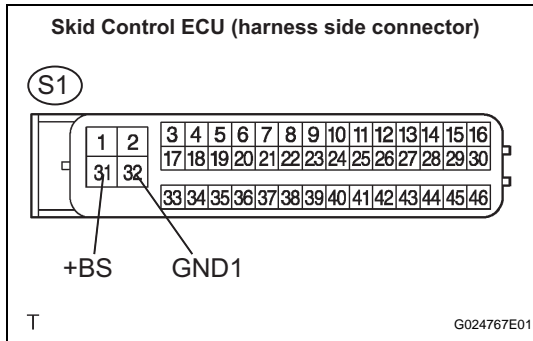 Skid Control ECU (harness side connector)
S1
1 2 3 4 5 6 7 8 9 10 11 12 13 14 15 16
17 18 19 20 21 22 23 24 25 26 27 28 29 30
31 32
33 34 35 36 37 38 39 40 41 42 43 44 45 46
+BS GND1
T G024767E01